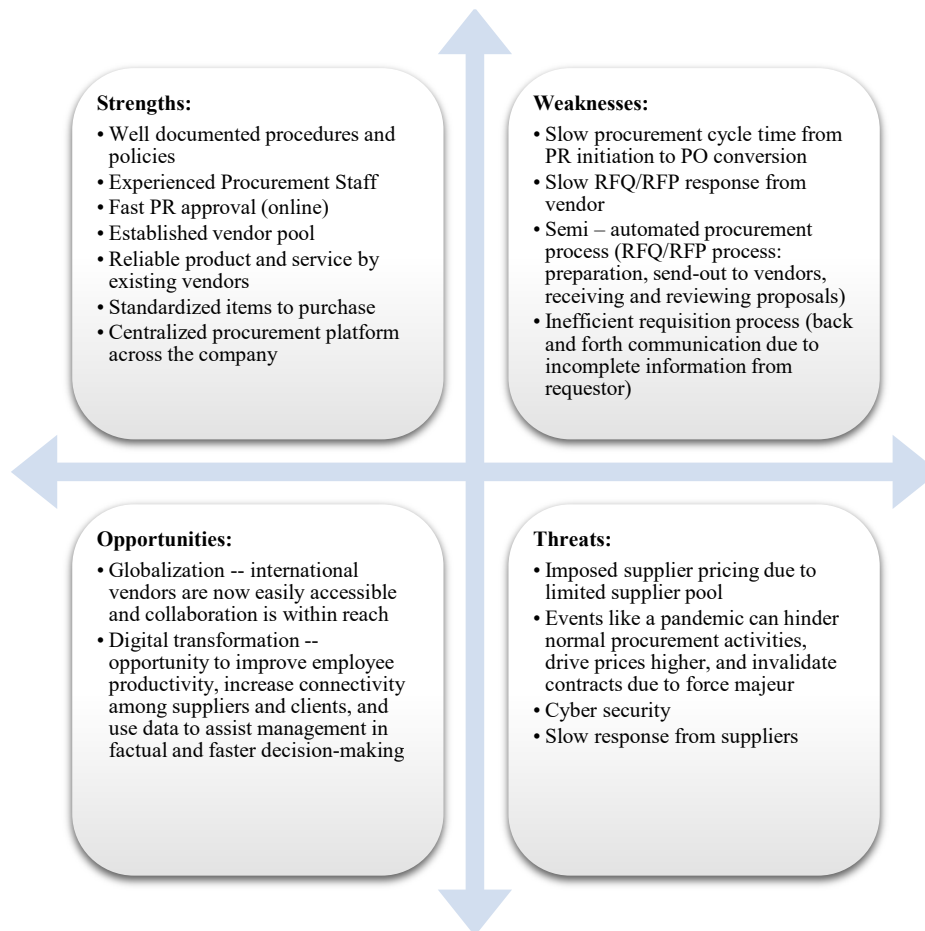 Strengths:
• Well documented procedures and
policies
• Experienced Procurement Staff
• Fast PR approval (online)
• Established vendor pool
• Reliable product and service by
existing vendors
• Standardized items to purchase
• Centralized procurement platform
across the company
Weaknesses:
• Slow procurement cycle time from
PR initiation to PO conversion
• Slow RFQ/RFP response from
vendor
• Semi – automated procurement
process (RFQ/RFP process:
preparation, send-out to vendors,
receiving and reviewing proposals)
• Inefficient requisition process (back
and forth communication due to
incomplete information from
requestor)
Opportunities:
• Globalization -- international
vendors are now easily accessible
and collaboration is within reach
• Digital transformation --
opportunity to improve employee
productivity, increase connectivity
among suppliers and clients, and
use data to assist management in
factual and faster decision-making
Threats:
• Imposed supplier pricing due to
limited supplier pool
• Events like a pandemic can hinder
normal procurement activities,
drive prices higher, and invalidate
contracts due to force majeur
• Cyber security
• Slow response from suppliers